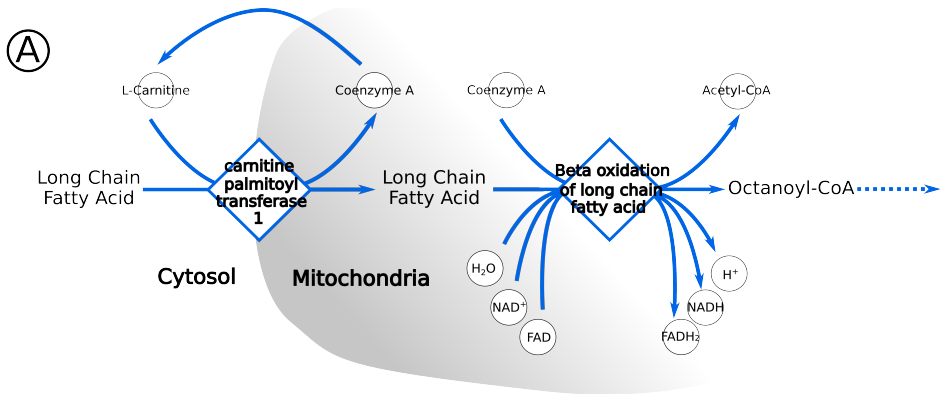 A
L-Carnitine
Coenzyme A
Coenzyme A
Acetyl-CoA
Long Chain
Fatty Acid
carnitine
palmitoyl
transferase
1
Long Chain
Fatty Acid
Beta oxidation
of long chain
fatty acid
Octanoyl-CoA
Cytosol
Mitochondria
H₂O
NAD⁺
FAD
H⁺
NADH
FADH₂